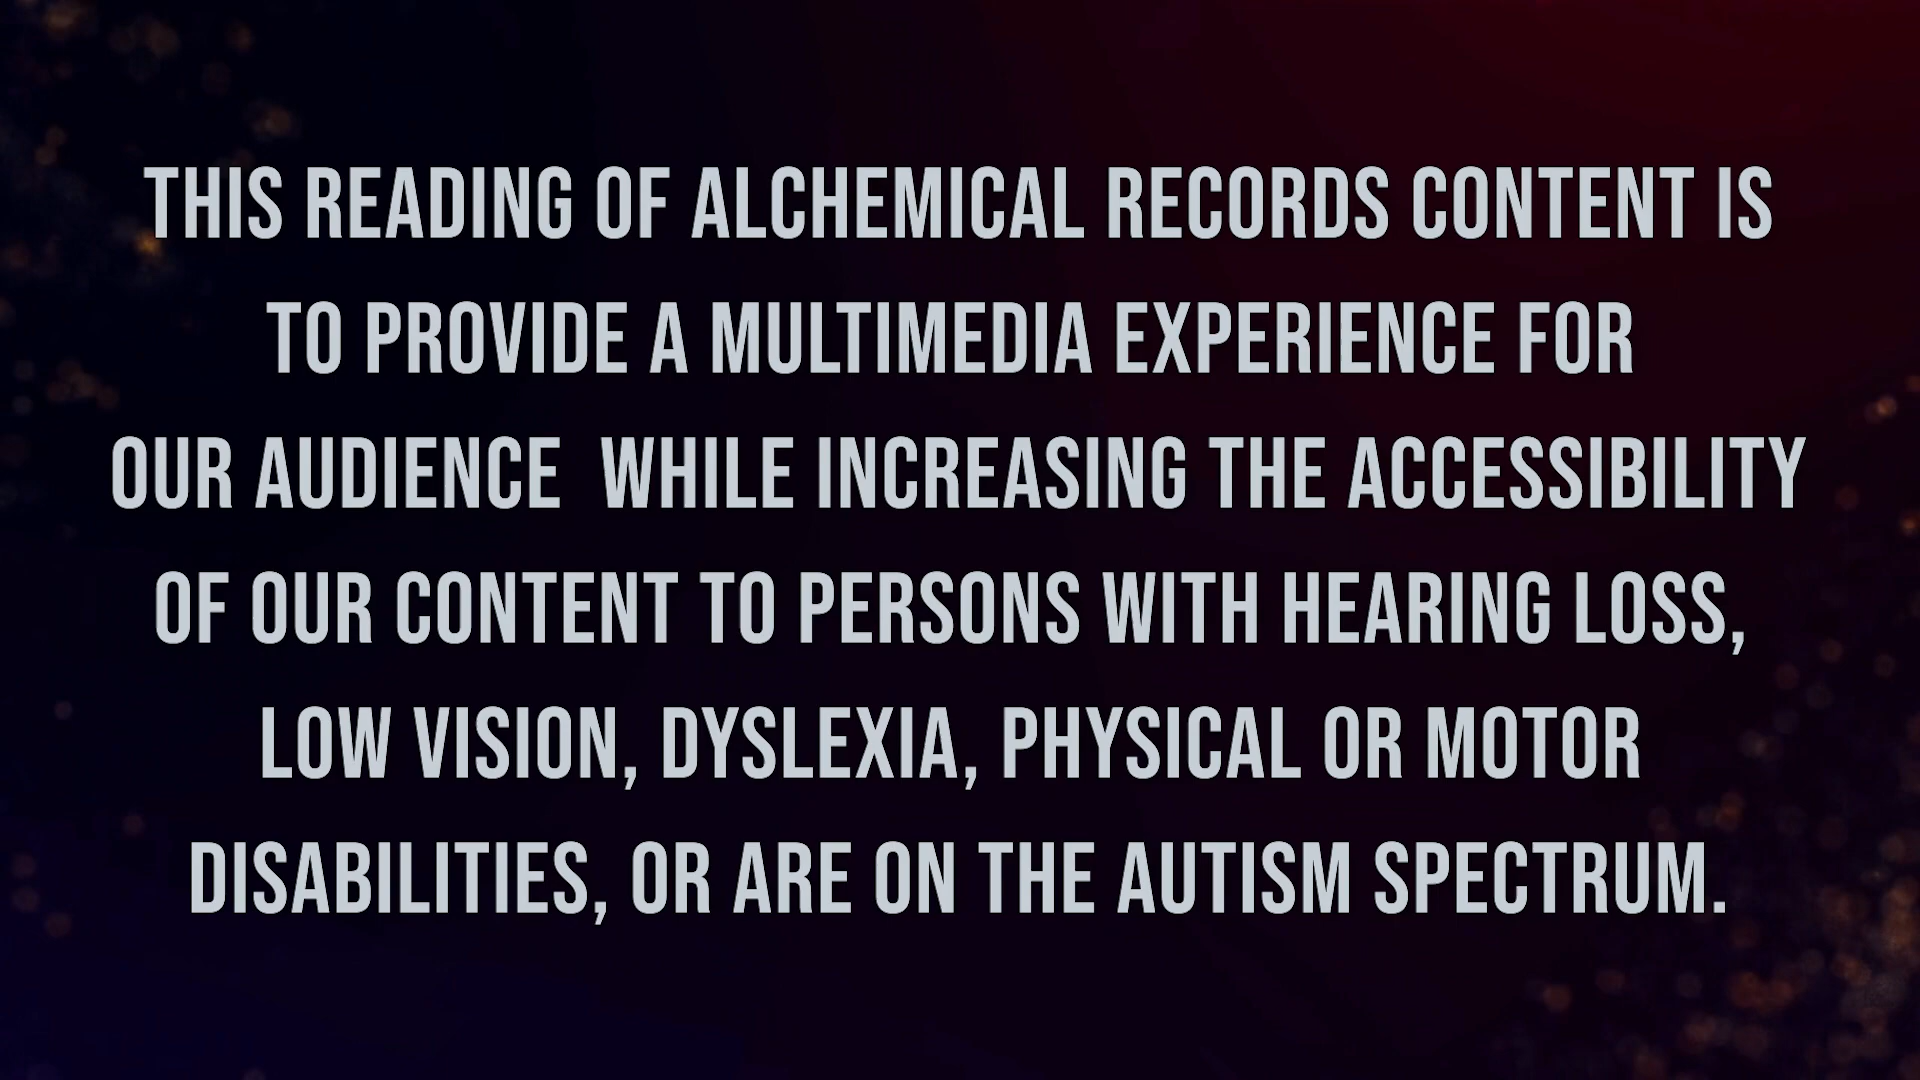 THIS READING OF ALCHEMICAL RECORDS CONTENT IS
TO PROVIDE A MULTIMEDIA EXPERIENCE FOR
OUR AUDIENCE  WHILE INCREASING THE ACCESSIBILITY
OF OUR CONTENT TO PERSONS WITH HEARING LOSS,
LOW VISION, DYSLEXIA, PHYSICAL OR MOTOR
DISABILITIES, OR ARE ON THE AUTISM SPECTRUM.